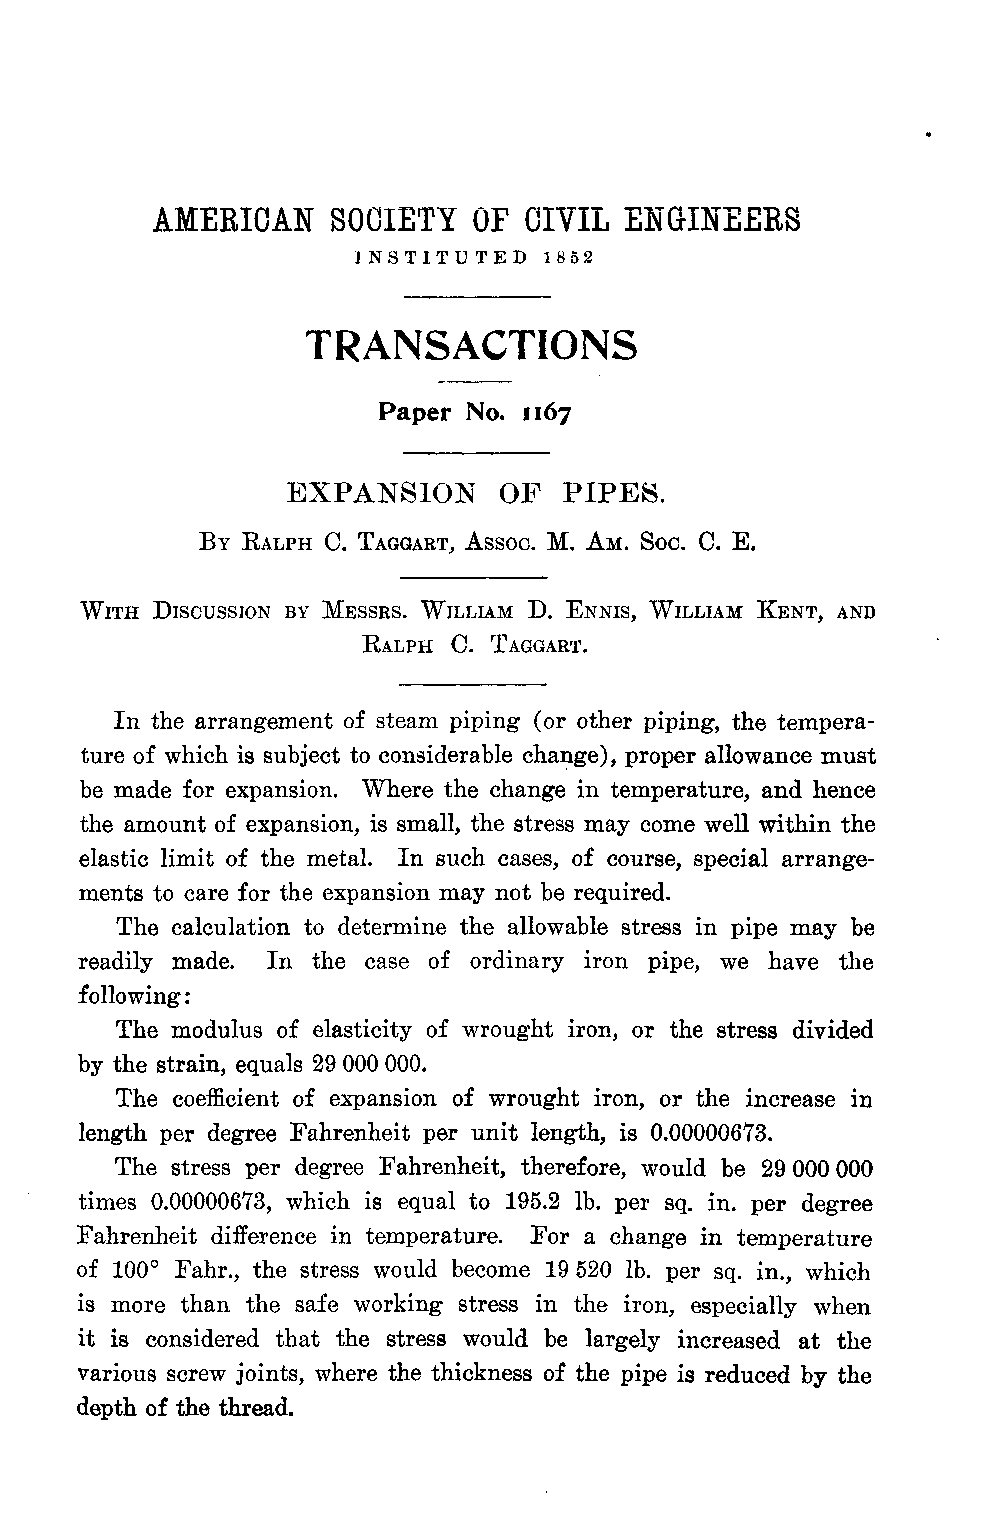 AMERICAN SOCIETY OF CIVIL ENGINEERS
INSTITUTED 1852
TRANSACTIONS
Paper No. 1167
EXPANSION OF PIPES.
BY RALPH C. TAGGART, ASSOC. M. AM. SOC. C. E.
WITH DISCUSSION BY MESSRS. WILLIAM D. ENNIS, WILLIAM KENT, AND
RALPH C. TAGGART.
In the arrangement of steam piping (or other piping, the tempera-
ture of which is subject to considerable change), proper allowance must
be made for expansion. Where the change in temperature, and hence
the amount of expansion, is small, the stress may come well within the
elastic limit of the metal. In such cases, of course, special arrange-
ments to care for the expansion may not be required.
The calculation to determine the allowable stress in pipe may be
readily made. In the case of ordinary iron pipe, we have the
following:
The modulus of elasticity of wrought iron, or the stress divided
by the strain, equals 29 000 000.
The coefficient of expansion of wrought iron, or the increase in
length per degree Fahrenheit per unit length, is 0.00000673.
The stress per degree Fahrenheit, therefore, would be 29 000 000
times 0.00000673, which is equal to 195.2 lb. per sq. in. per degree
Fahrenheit difference in temperature. For a change in temperature
of 100° Fahr., the stress would become 19 520 lb. per sq. in., which
is more than the safe working stress in the iron, especially when
it is considered that the stress would be largely increased at the
various screw joints, where the thickness of the pipe is reduced by the
depth of the thread.